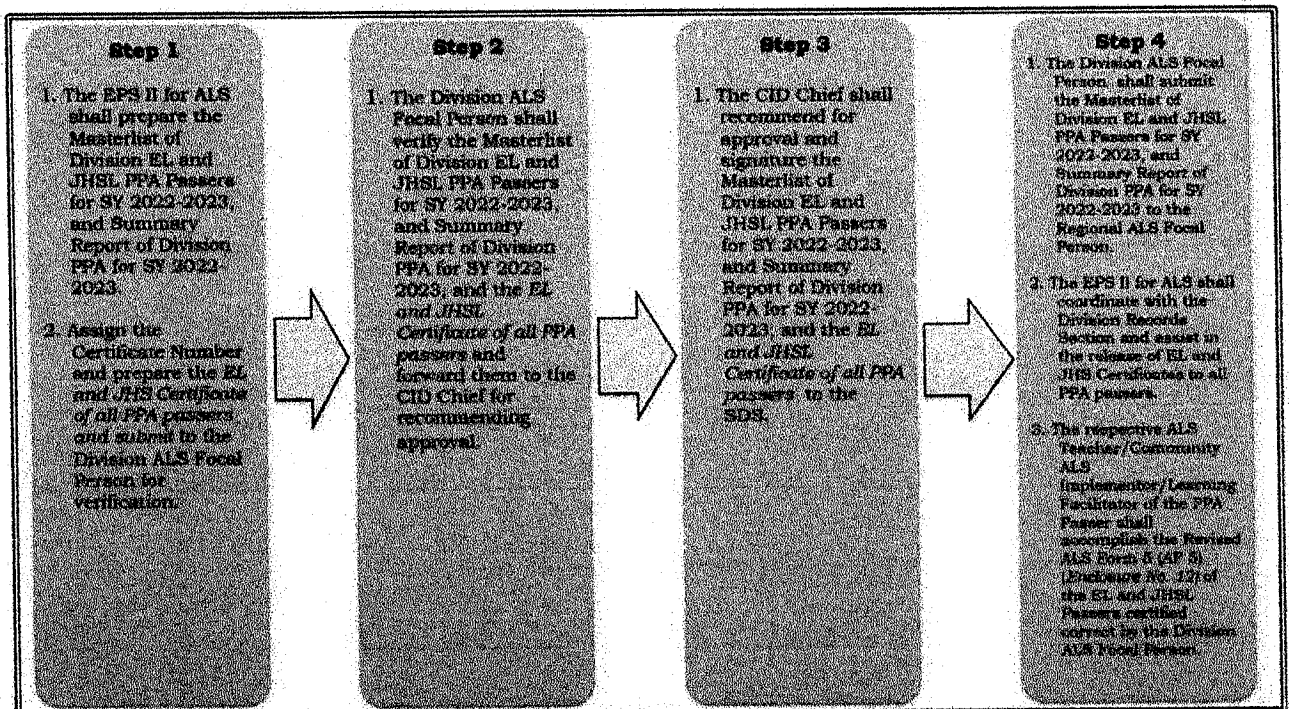 Step 1
1. The EPS II for ALS
shall prepare the
Masterlist of
Division EL and
JHSL PPA Passers
for SY 2022-2023,
and Summary
Report of Division
PPA for SY 2022-
2023.
2. Assign the
Certificate Number
and prepare the EL
and JHS Certificate
of all PPA passers
and submit to the
Division ALS Focal
Person for
verification.
Step 2
1. The Division ALS
Focal Person shall
verify the Masterlist
of Division EL and
JHSL PPA Passers
for SY 2022-2023,
and Summary
Report of Division
PPA for SY 2022-
2023, and the EL
and JHSL
Certificate of all PPA
passers and
forward them to the
CID Chief for
recommending
approval.
Step 3
1. The CID Chief shall
recommend for
approval and
signature the
Masterlist of
Division EL and
JHSL PPA Passers
for SY 2022-2023,
and Summary
Report of Division
PPA for SY 2022-
2023, and the EL
and JHSL
Certificate of all PPA
passers to the
SDS.
Step 4
1. The Division ALS Focal
Person shall submit
the Masterlist of
Division EL and JHSL
PPA Passers for SY
2022-2023, and
Summary Report of
Division PPA for SY
2022-2023 to the
Regional ALS Focal
Person.
2. The EPS II for ALS shall
coordinate with the
Division Records
Section and assist in
the release of EL and
JHS Certificates to all
PPA passers.
3. The respective ALS
Teacher/Community
ALS
Implementor/Learning
Facilitator of the PPA
Passer shall
accomplish the Revised
ALS Form 5 (AF 5)
(Enclosure No. 12) of
the EL and JHSL
Passers certified
correct by the Division
ALS Focal Person.